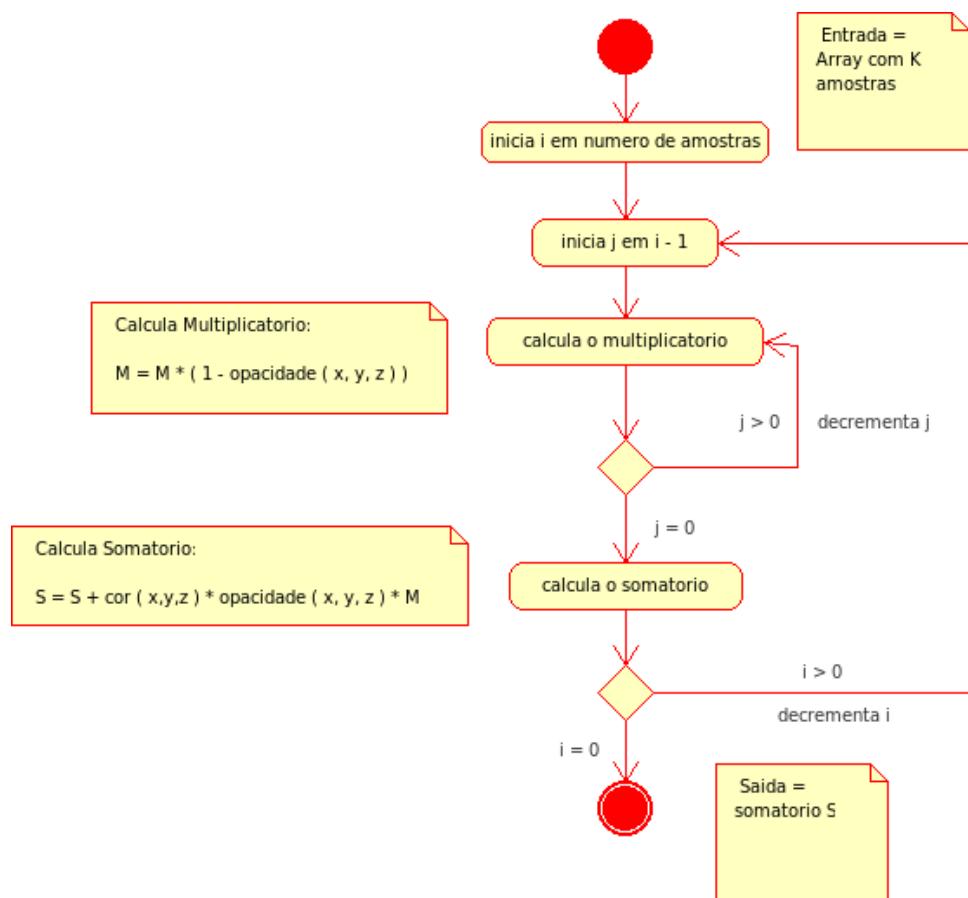 Entrada =
Array com K
amostras
inicia i em numero de amostras
inicia j em i - 1
Calcula Multiplicatorio:
M = M * ( 1 - opacidade ( x, y, z ) )
calcula o multiplicatorio
j > 0
decrementa j
j = 0
Calcula Somatorio:
S = S + cor ( x,y,z ) * opacidade ( x, y, z ) * M
calcula o somatorio
i > 0
decrementa i
i = 0
Saida =
somatorio S